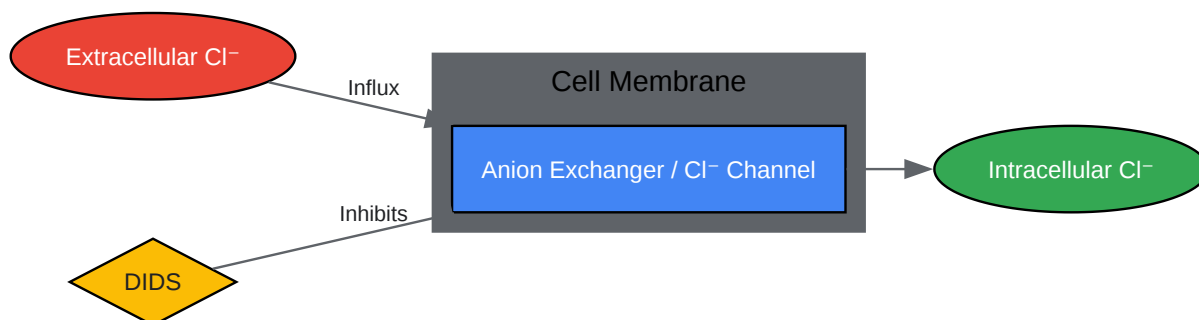 Extracellular Cl⁻
Influx
Cell Membrane
Anion Exchanger / Cl⁻ Channel
Intracellular Cl⁻
Inhibits
DIDS